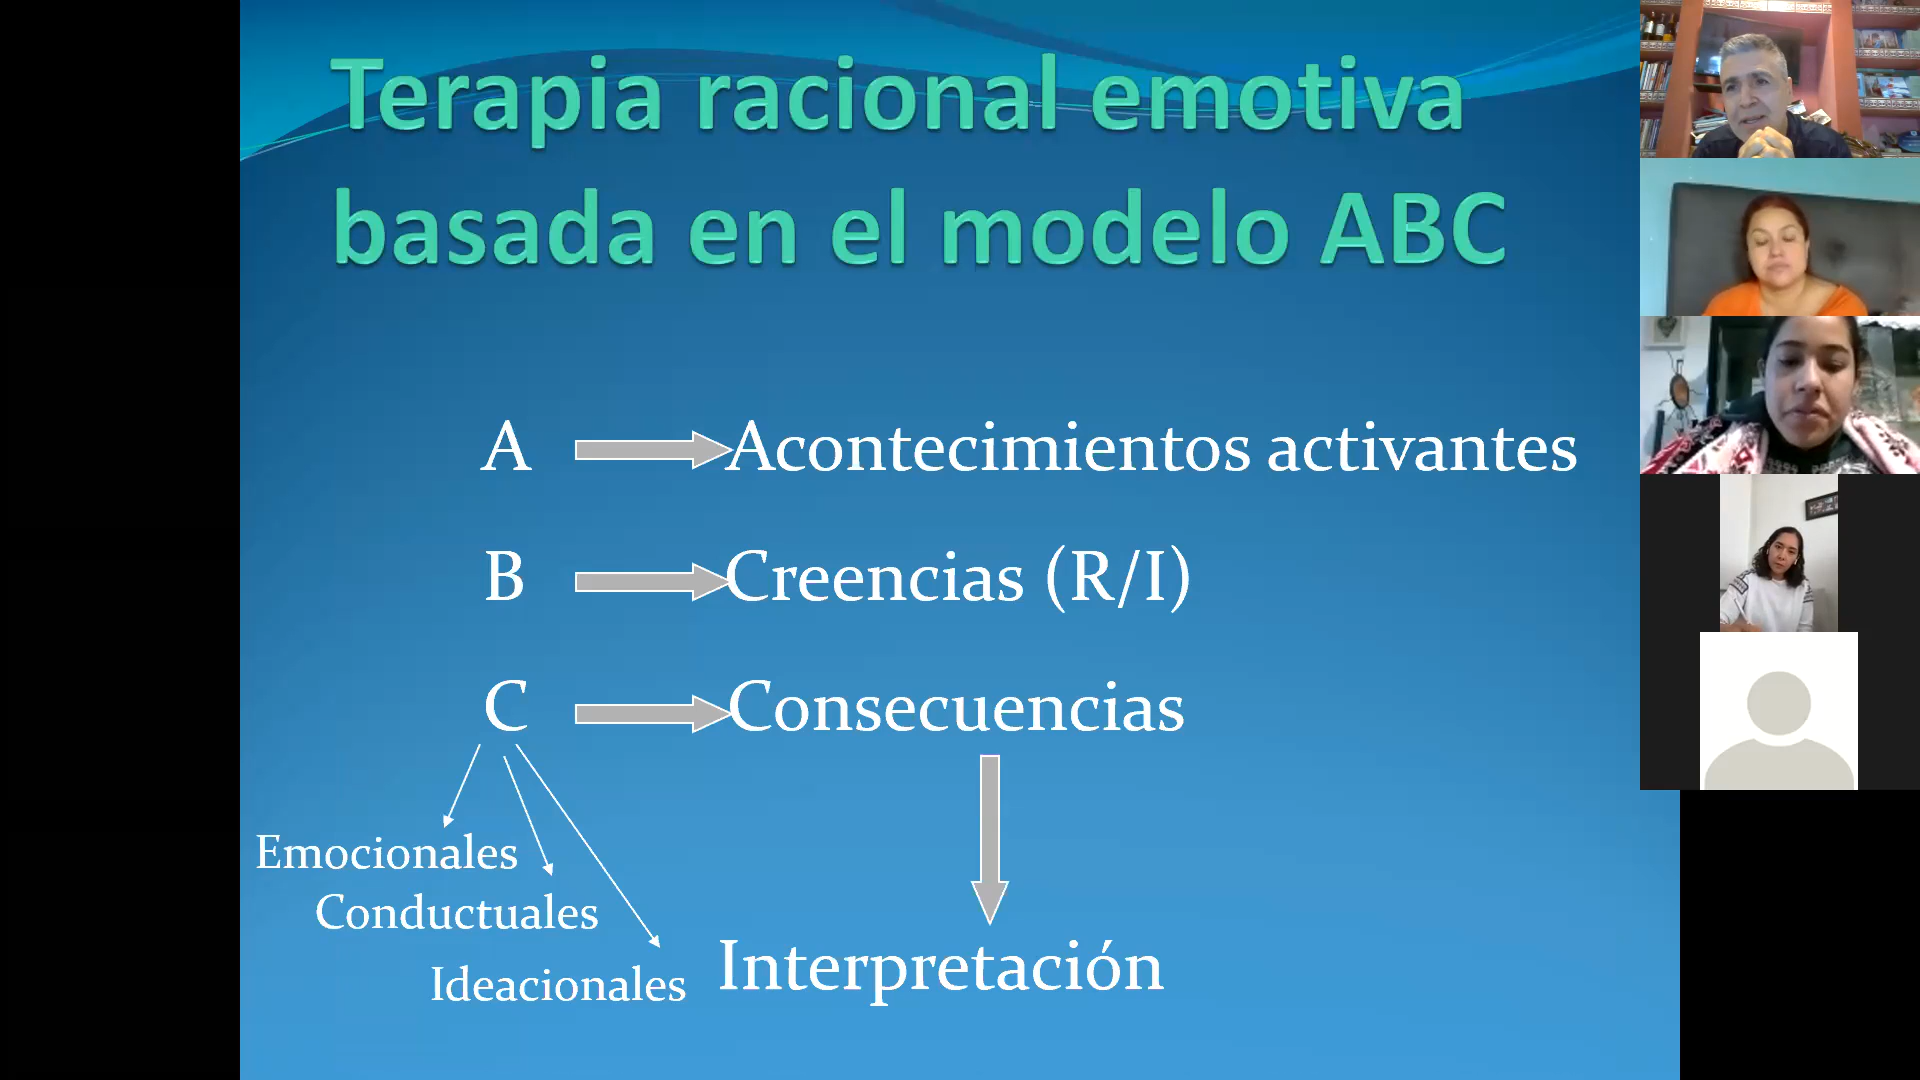 Terapia racional emotiva
basada en el modelo ABC
A Acontecimientos activantes
B Creencias (R/I)
C Consecuencias
Emocionales
Conductuales
Ideacionales
Interpretación